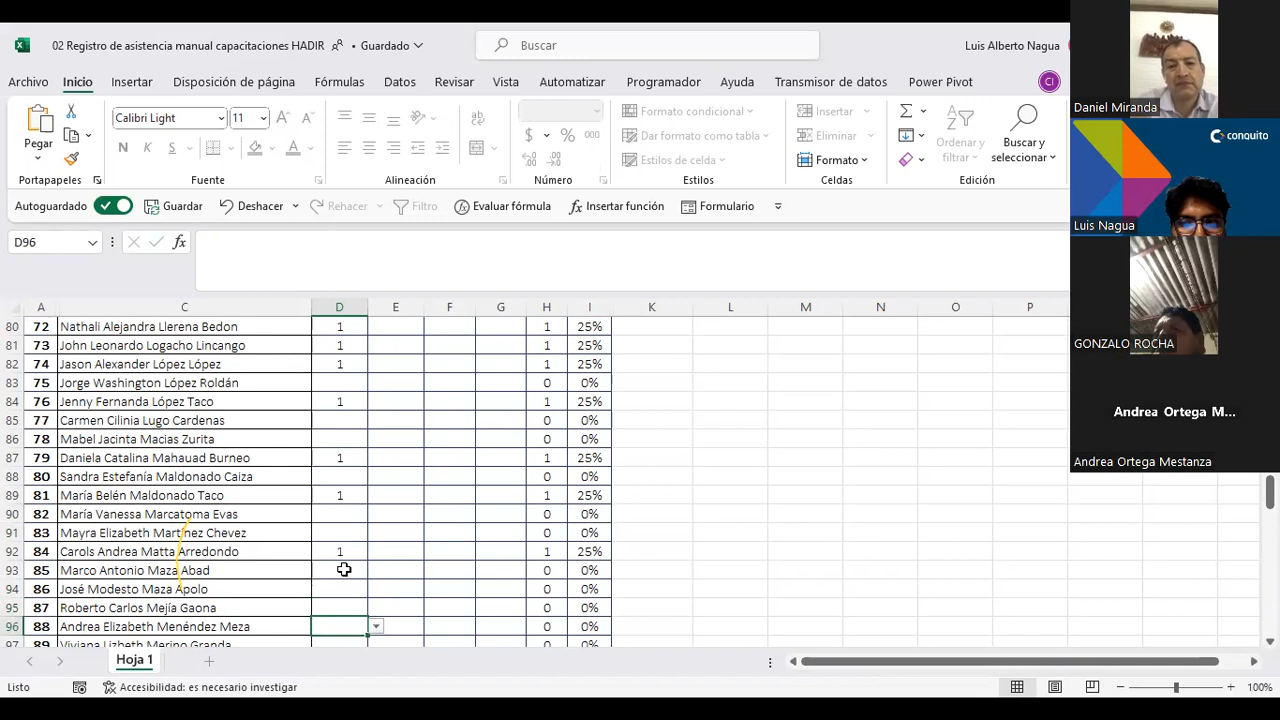 02 Registro de asistencia manual capacitaciones HADIR • Guardado
Buscar
Luis Alberto Nagua
Archivo Inicio Insertar Disposición de página Fórmulas Datos Revisar Vista Automatizar Programador Ayuda Transmisor de datos Power Pivot CI
Pegar
Portapapeles
Calibri Light 11
N K S
Fuente
Alineación
$ % 000
Número
Formato condicional
Dar formato como tabla
Estilos de celda
Estilos
Insertar
Eliminar
Formato
Celdas
Ordenar y filtrar
Buscar y seleccionar
Edición
Autoguardado Guardar Deshacer Rehacer Filtro Evaluar fórmula Insertar función Formulario
D96 fx
A C D E F G H I K L M N O P
80 72 Nathali Alejandra Llerena Bedon 1 1 25%
81 73 John Leonardo Logacho Lincango 1 1 25%
82 74 Jason Alexander López López 1 1 25%
83 75 Jorge Washington López Roldán 0 0%
84 76 Jenny Fernanda López Taco 1 1 25%
85 77 Carmen Cilinia Lugo Cardenas 0 0%
86 78 Mabel Jacinta Macias Zurita 0 0%
87 79 Daniela Catalina Mahauad Burneo 1 1 25%
88 80 Sandra Estefanía Maldonado Caiza 0 0%
89 81 María Belén Maldonado Taco 1 1 25%
90 82 María Vanessa Marcatoma Evas 0 0%
91 83 Mayra Elizabeth Martínez Chevez 0 0%
92 84 Carols Andrea Matta Arredondo 1 1 25%
93 85 Marco Antonio Maza Abad 0 0%
94 86 José Modesto Maza Apolo 0 0%
95 87 Roberto Carlos Mejía Gaona 0 0%
96 88 Andrea Elizabeth Menéndez Meza 0 0%
97 89 Viviana Lizbeth Merino Granda 0 0%
Hoja 1
Listo Accesibilidad: es necesario investigar 100%
Daniel Miranda
conquito
Luis Nagua
GONZALO ROCHA
Andrea Ortega M...
Andrea Ortega Mestanza